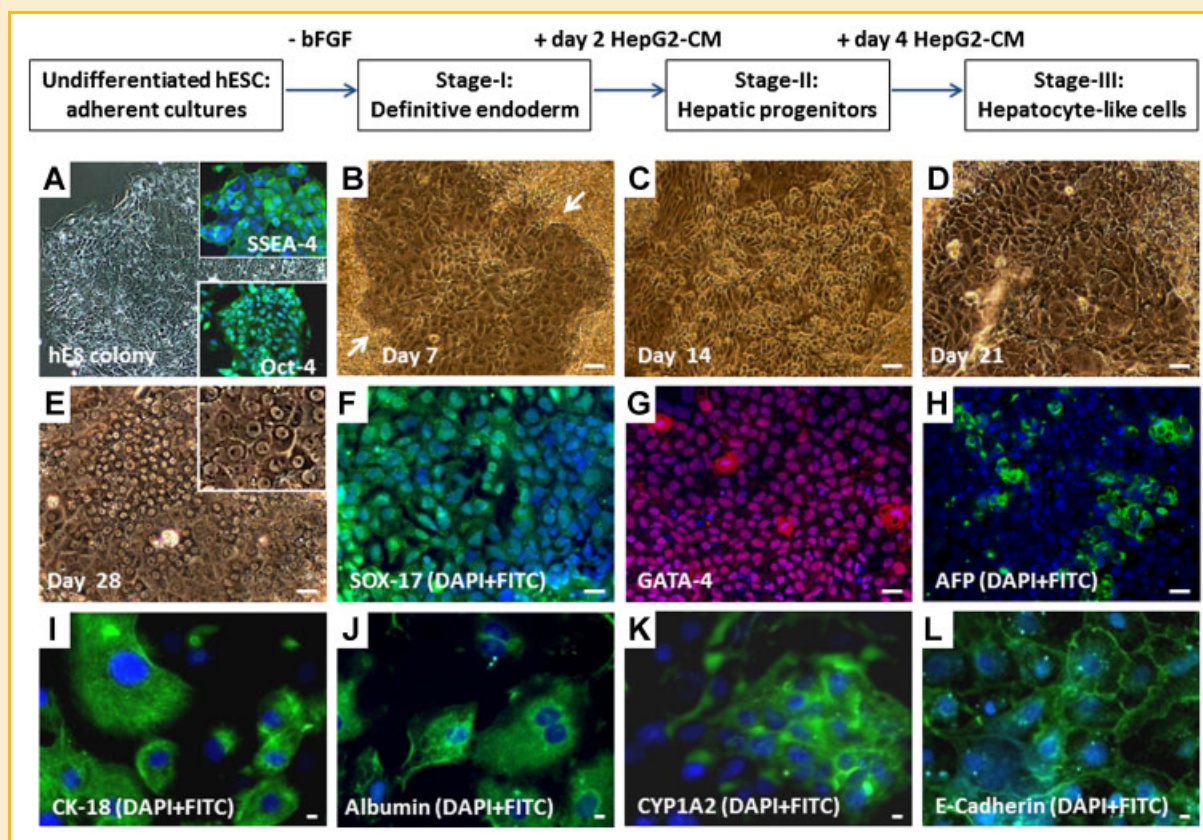 - bFGF
+ day 2 HepG2-CM
+ day 4 HepG2-CM
Undifferentiated hESC:
adherent cultures
Stage-I:
Definitive endoderm
Stage-II:
Hepatic progenitors
Stage-III:
Hepatocyte-like cells
A
SSEA-4
Oct-4
hES colony
B
Day 7
C
Day 14
D
Day 21
E
Day 28
F
SOX-17 (DAPI+FITC)
G
GATA-4
H
AFP (DAPI+FITC)
I
CK-18 (DAPI+FITC)
J
Albumin (DAPI+FITC)
K
CYP1A2 (DAPI+FITC)
L
E-Cadherin (DAPI+FITC)